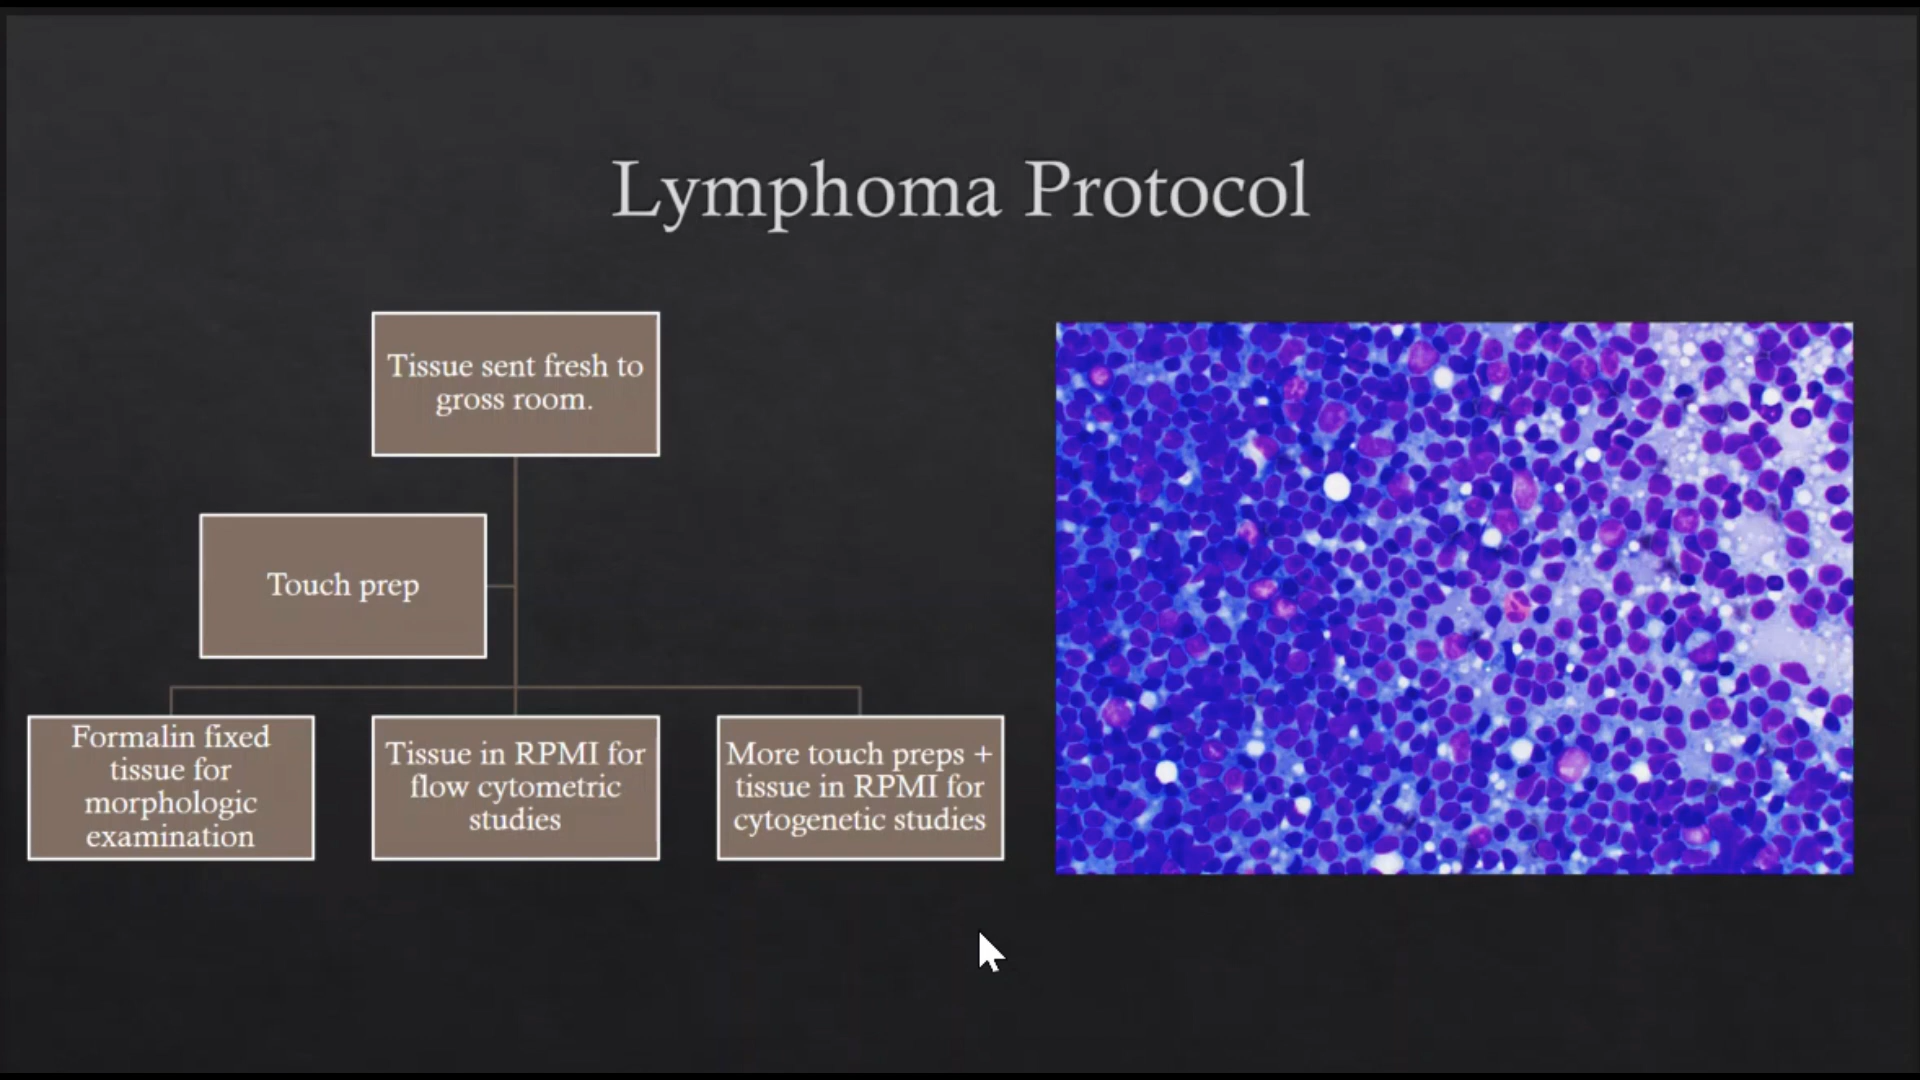 Lymphoma Protocol
Tissue sent fresh to
gross room.
Touch prep
Formalin fixed
tissue for
morphologic
examination
Tissue in RPMI for
flow cytometric
studies
More touch preps +
tissue in RPMI for
cytogenetic studies